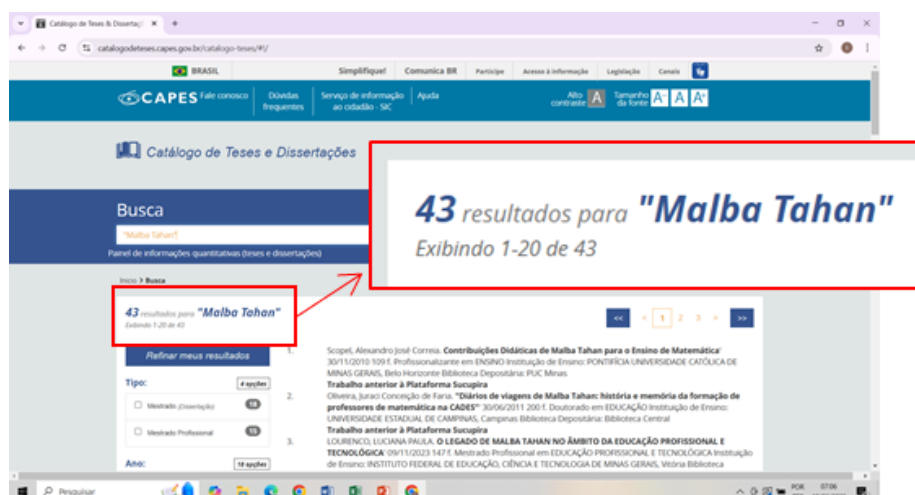 Catálogo de Teses & Dissertaç
catalogodeteses.capes.gov.br/catalogo-teses/#!/
BRASIL Simplifique! Comunica BR Participe Acesso à informação Legislação Canais
CAPES Fale conosco Dúvidas frequentes Serviço de informação ao cidadão - SIC Ajuda Alto contraste A Tamanho da fonte A- A A+
Catálogo de Teses e Dissertações
Busca
"Malba Tahan"
Painel de informações quantitativas (teses e dissertações)
Início > Busca
43 resultados para "Malba Tahan"
Exibindo 1-20 de 43
43 resultados para "Malba Tahan"
Exibindo 1-20 de 43
<< < 1 2 3 > >>
Refinar meus resultados
Tipo: 4 opções
Mestrado (Dissertação) 18
Mestrado Profissional 15
Ano: 18 opções
1. Scopel, Alexandro José Correia. Contribuições Didáticas de Malba Tahan para o Ensino de Matemática'
30/11/2010 109 f. Profissionalizante em ENSINO Instituição de Ensino: PONTIFÍCIA UNIVERSIDADE CATÓLICA DE
MINAS GERAIS, Belo Horizonte Biblioteca Depositária: PUC Minas
Trabalho anterior à Plataforma Sucupira
2. Oliveira, Juraci Conceição de Faria. "Diários de viagens de Malba Tahan: história e memória da formação de
professores de matemática na CADES"' 30/06/2011 200 f. Doutorado em EDUCAÇÃO Instituição de Ensino:
UNIVERSIDADE ESTADUAL DE CAMPINAS, Campinas Biblioteca Depositária: Biblioteca Central
Trabalho anterior à Plataforma Sucupira
3. LOURENCO, LUCIANA PAULA. O LEGADO DE MALBA TAHAN NO ÂMBITO DA EDUCAÇÃO PROFISSIONAL E
TECNOLÓGICA' 09/11/2023 147 f. Mestrado Profissional em EDUCAÇÃO PROFISSIONAL E TECNOLÓGICA Instituição
de Ensino: INSTITUTO FEDERAL DE EDUCAÇÃO, CIÊNCIA E TECNOLOGIA DE MINAS GERAIS, Vitória Biblioteca
Pesquisar POR 07:06